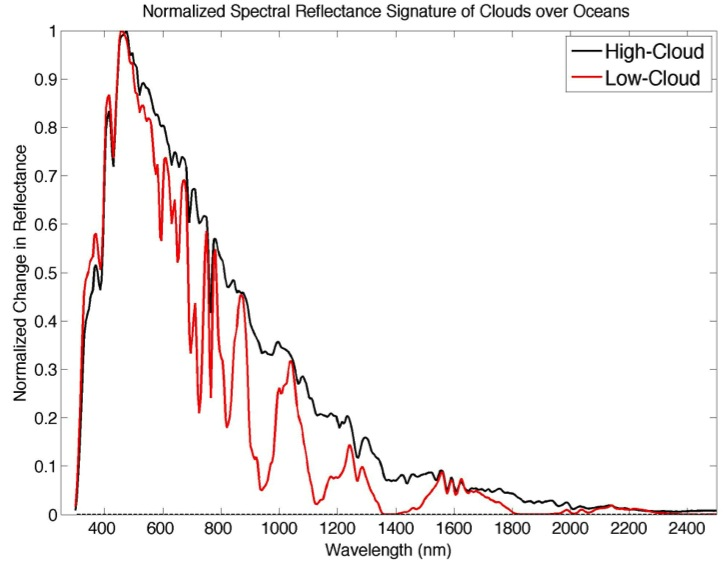 Normalized Spectral Reflectance Signature of Clouds over Oceans
High-Cloud
Low-Cloud
Normalized Change in Reflectance
1
0.9
0.8
0.7
0.6
0.5
0.4
0.3
0.2
0.1
0
400 600 800 1000 1200 1400 1600 1800 2000 2200 2400
Wavelength (nm)